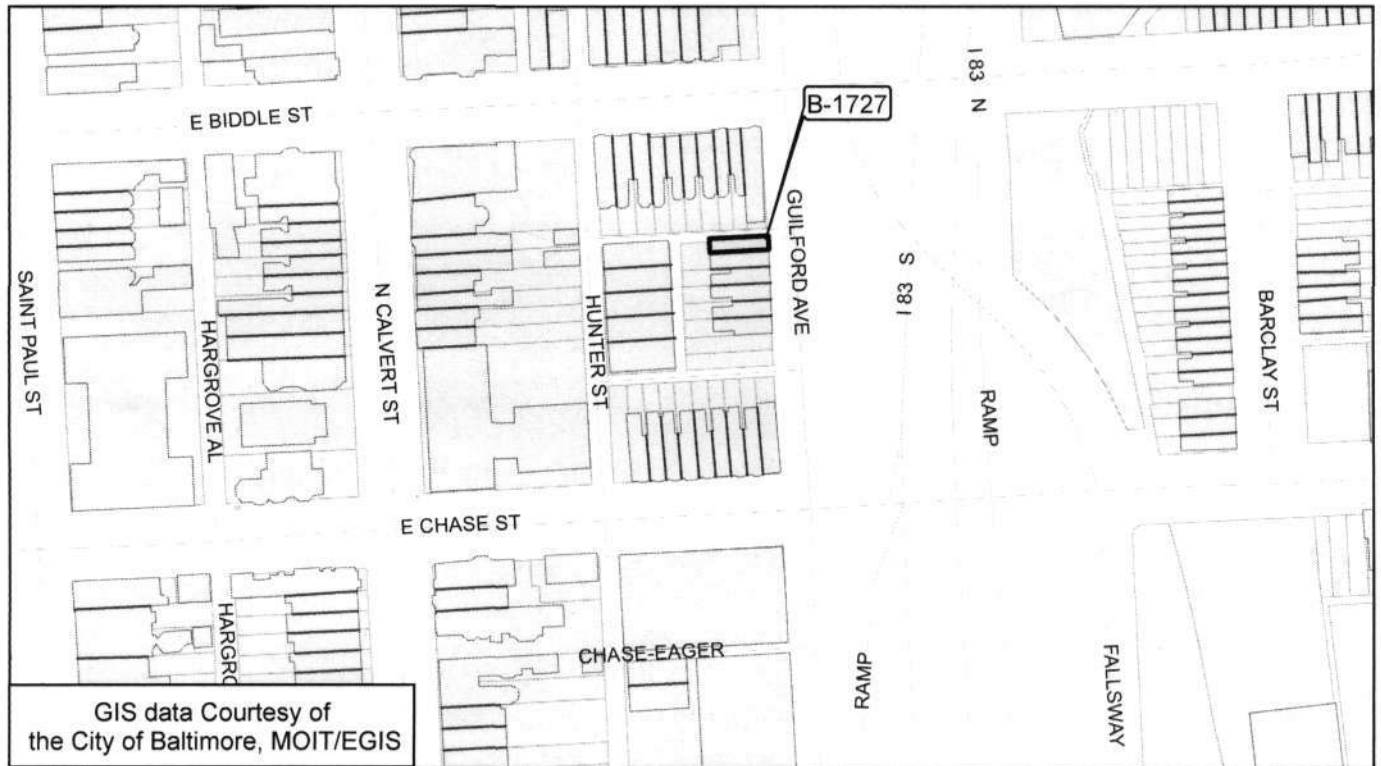 I 83 N
B-1727
E BIDDLE ST
GUILFORD AVE
I 83 S
SAINT PAUL ST
HARGROVE AL
N CALVERT ST
HUNTER ST
BARCLAY ST
RAMP
E CHASE ST
HARGRO
CHASE-EAGER
RAMP
FALLSWAY
GIS data Courtesy of
the City of Baltimore, MOIT/EGIS